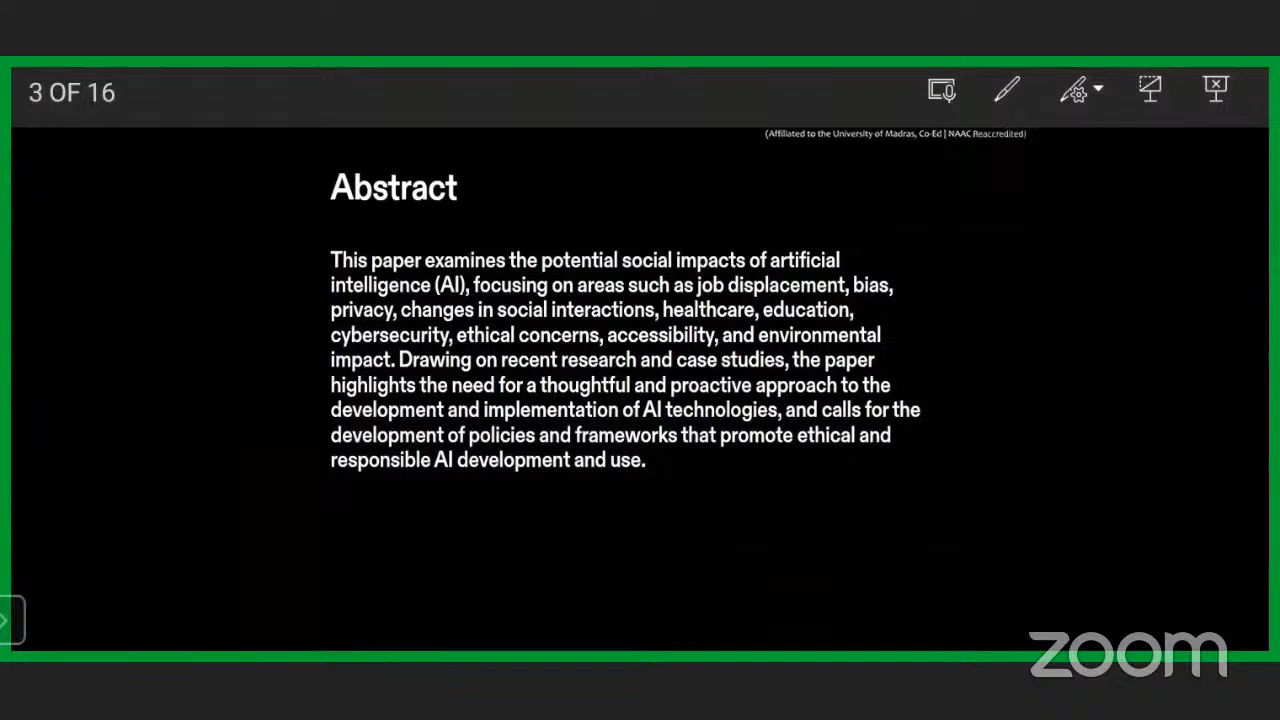 3 OF 16
(Affiliated to the University of Madras, Co-Ed | NAAC Reaccredited)
Abstract
This paper examines the potential social impacts of artificial
intelligence (AI), focusing on areas such as job displacement, bias,
privacy, changes in social interactions, healthcare, education,
cybersecurity, ethical concerns, accessibility, and environmental
impact. Drawing on recent research and case studies, the paper
highlights the need for a thoughtful and proactive approach to the
development and implementation of AI technologies, and calls for the
development of policies and frameworks that promote ethical and
responsible AI development and use.
zoom